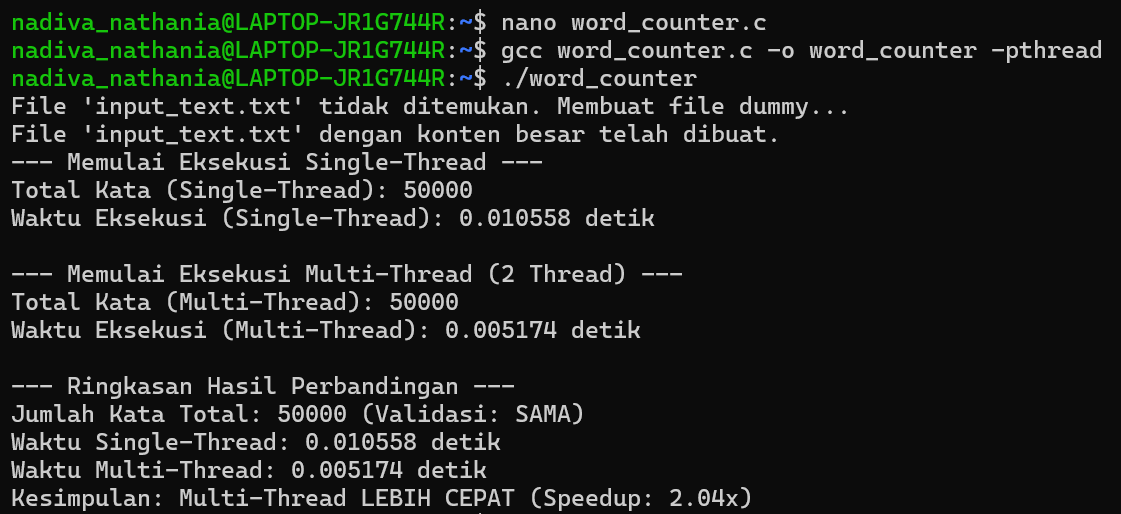 nadiva_nathania@LAPTOP-JR1G744R:~$ nano word_counter.c
nadiva_nathania@LAPTOP-JR1G744R:~$ gcc word_counter.c -o word_counter -pthread
nadiva_nathania@LAPTOP-JR1G744R:~$ ./word_counter
File 'input_text.txt' tidak ditemukan. Membuat file dummy...
File 'input_text.txt' dengan konten besar telah dibuat.
--- Memulai Eksekusi Single-Thread ---
Total Kata (Single-Thread): 50000
Waktu Eksekusi (Single-Thread): 0.010558 detik

--- Memulai Eksekusi Multi-Thread (2 Thread) ---
Total Kata (Multi-Thread): 50000
Waktu Eksekusi (Multi-Thread): 0.005174 detik

--- Ringkasan Hasil Perbandingan ---
Jumlah Kata Total: 50000 (Validasi: SAMA)
Waktu Single-Thread: 0.010558 detik
Waktu Multi-Thread: 0.005174 detik
Kesimpulan: Multi-Thread LEBIH CEPAT (Speedup: 2.04x)